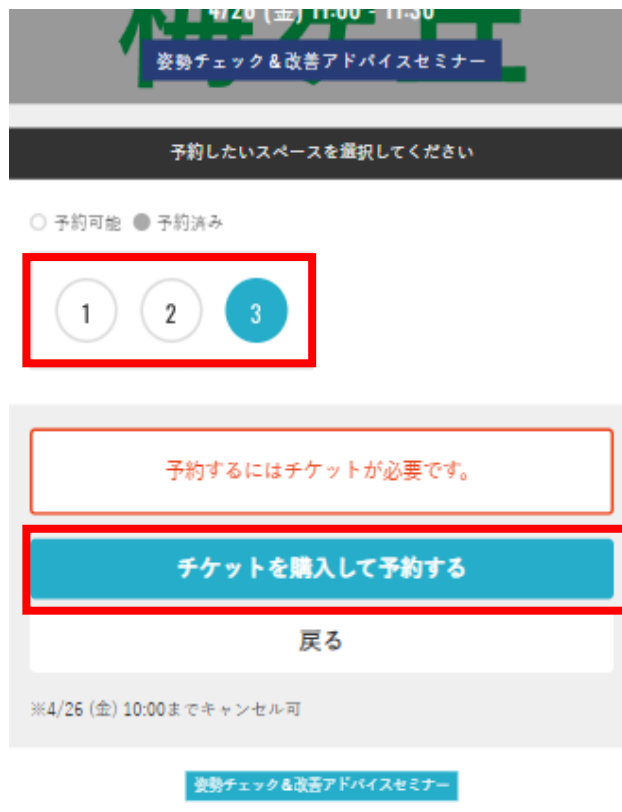 4/26 (金) 11:00 - 11:30
姿勢チェック＆改善アドバイスセミナー
予約したいスペースを選択してください
予約可能 予約済み
1 2 3
予約するにはチケットが必要です。
チケットを購入して予約する
戻る
※4/26 (金) 10:00までキャンセル可
姿勢チェック＆改善アドバイスセミナー